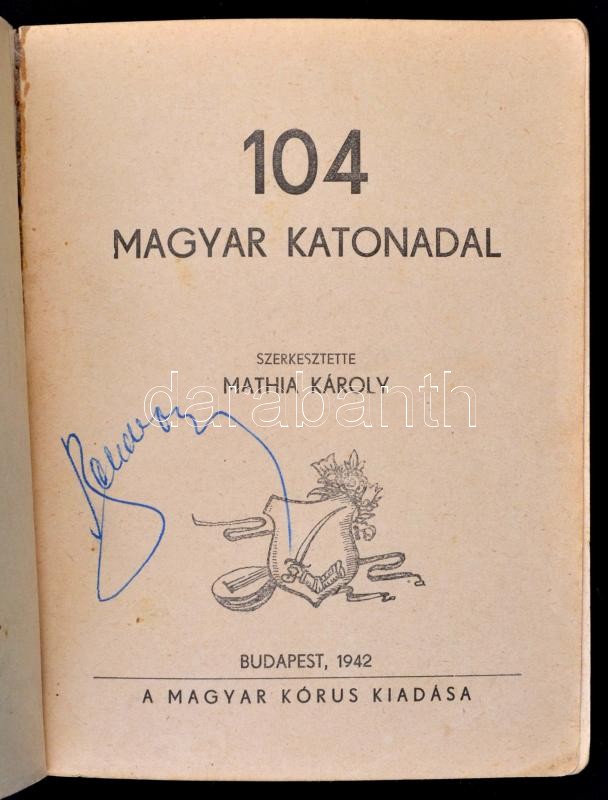 104
MAGYAR KATONADAL
SZERKESZTETTE
MATHIA KÁROLY
darabanth
BUDAPEST, 1942
A MAGYAR KÓRUS KIADÁSA